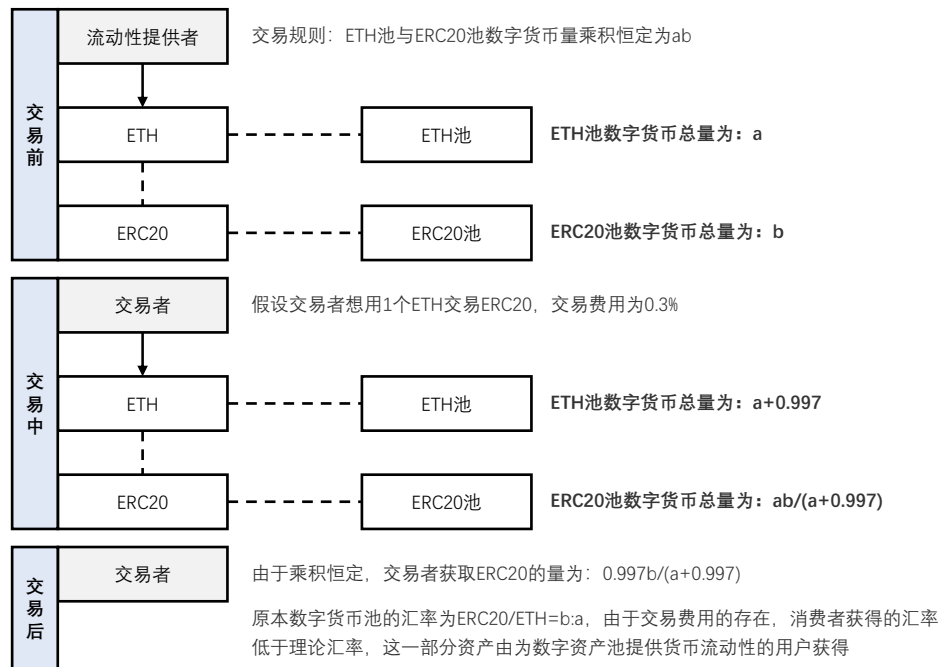 流动性提供者
交易规则：ETH池与ERC20池数字货币量乘积恒定为ab
交易前
ETH
ETH池
ETH池数字货币总量为：a
ERC20
ERC20池
ERC20池数字货币总量为：b
交易者
假设交易者想用1个ETH交易ERC20，交易费用为0.3%
交易中
ETH
ETH池
ETH池数字货币总量为：a+0.997
ERC20
ERC20池
ERC20池数字货币总量为：ab/(a+0.997)
交易者
由于乘积恒定，交易者获取ERC20的量为：0.997b/(a+0.997)
交易后
原本数字货币池的汇率为ERC20/ETH=b:a，由于交易费用的存在，消费者获得的汇率
低于理论汇率，这一部分资产由为数字资产池提供货币流动性的用户获得